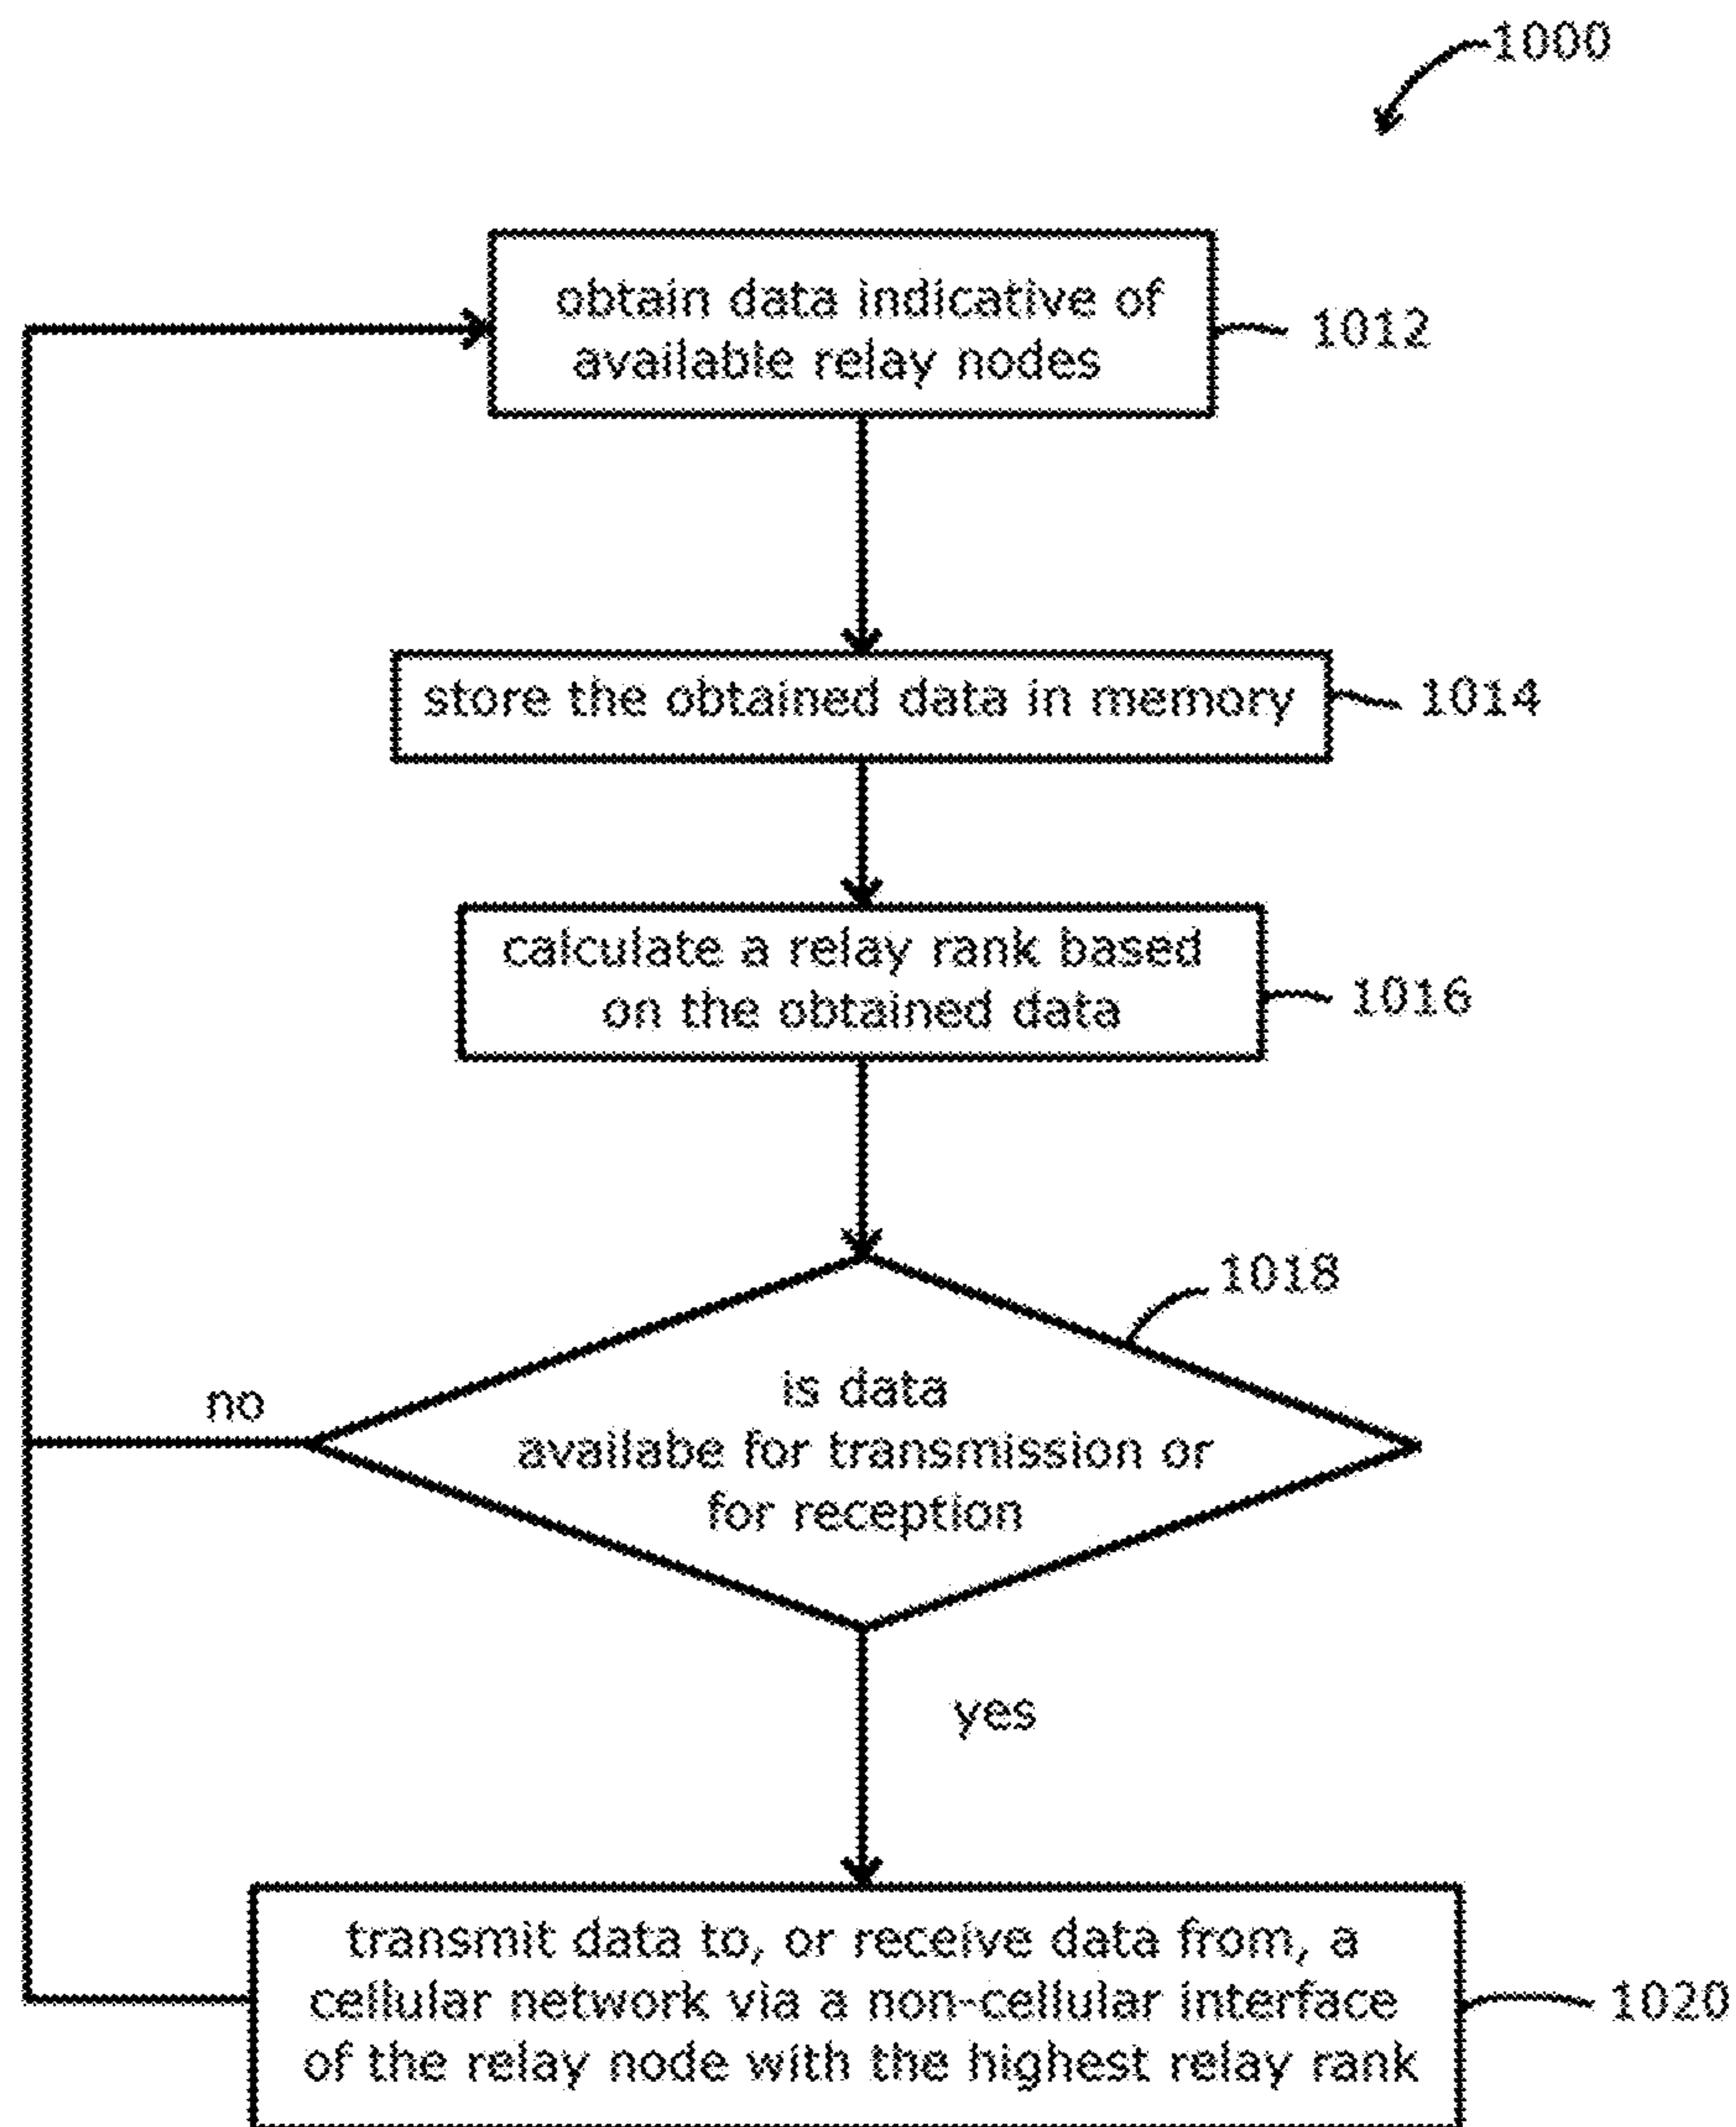 1000
obtain data indicative of
available relay nodes
1012
store the obtained data in memory
1014
calculate a relay rank based
on the obtained data
1016
1018
is data
availabe for transmission or
for reception
no
yes
transmit data to, or receive data from, a
cellular network via a non-cellular interface
of the relay node with the highest relay rank
1020